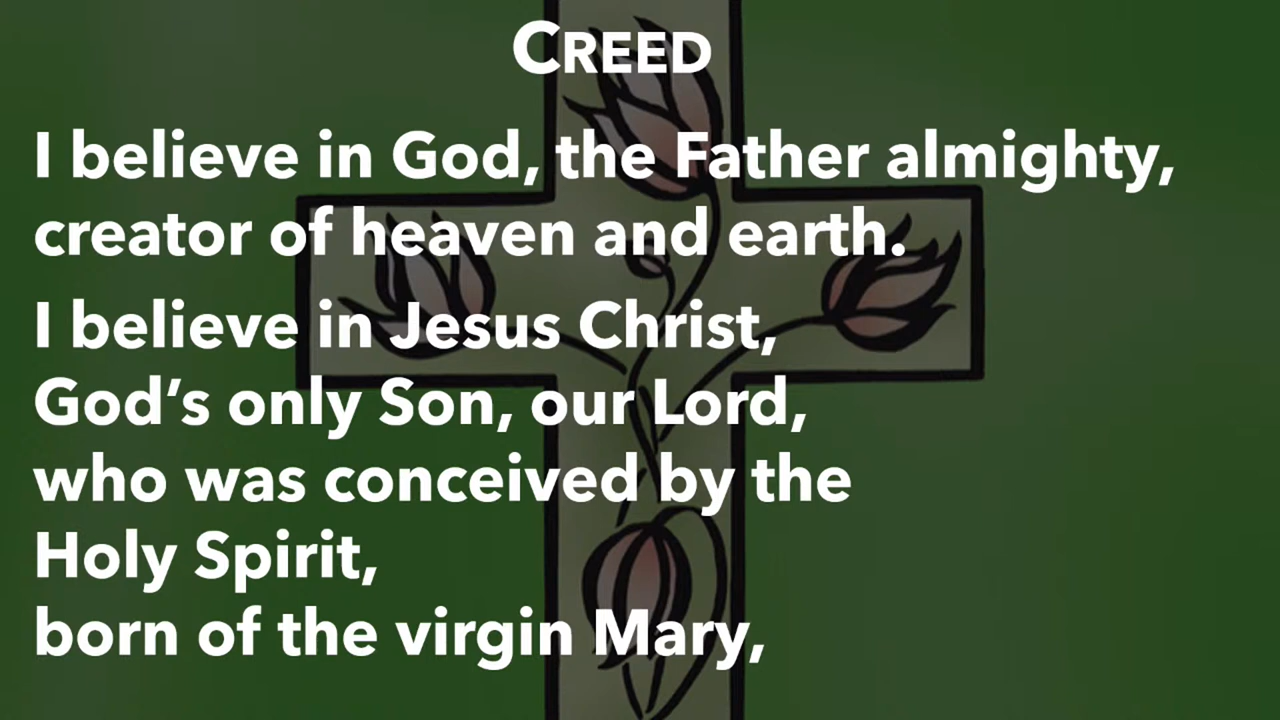 CREED
I believe in God, the Father almighty,
creator of heaven and earth.
I believe in Jesus Christ,
God’s only Son, our Lord,
who was conceived by the
Holy Spirit,
born of the virgin Mary,